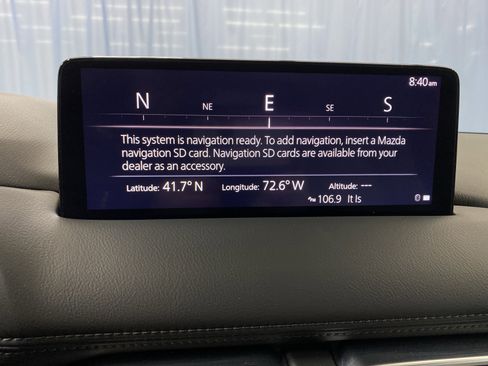 8:40am
N NE E SE S
This system is navigation ready. To add navigation, insert a Mazda
navigation SD card. Navigation SD cards are available from your
dealer as an accessory.
Latitude: 41.7° N Longitude: 72.6° W Altitude: ---
106.9 It Is